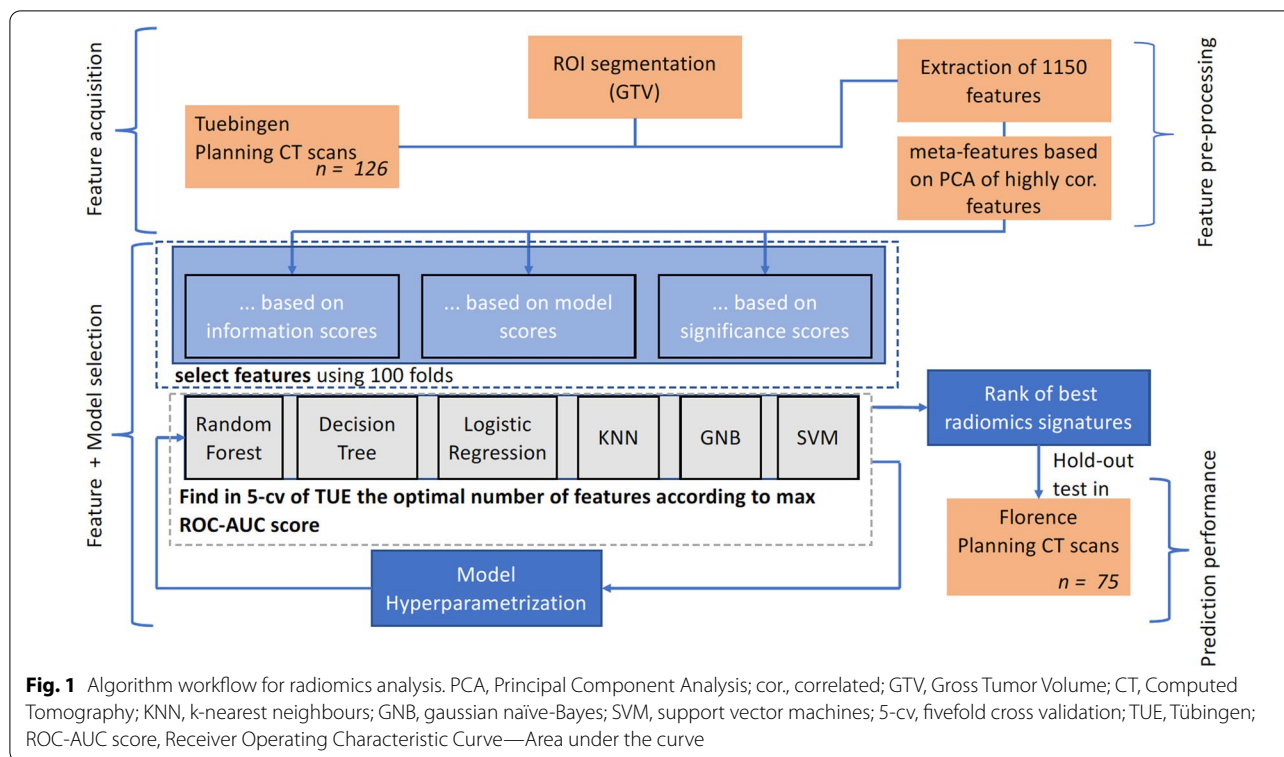 Feature acquisition
ROI segmentation
(GTV)
Tuebingen
Planning CT scans
n = 126
Extraction of 1150
features
meta-features based
on PCA of highly cor.
features
Feature pre-processing
Feature + Model selection
... based on
information scores
... based on model
scores
... based on
significance scores
select features using 100 folds
Random
Forest
Decision
Tree
Logistic
Regression
KNN
GNB
SVM
Find in 5-cv of TUE the optimal number of features according to max
ROC-AUC score
Model
Hyperparametrization
Rank of best
radiomics signatures
Hold-out
test in
Florence
Planning CT scans
n = 75
Prediction performance
Fig. 1 Algorithm workflow for radiomics analysis. PCA, Principal Component Analysis; cor., correlated; GTV, Gross Tumor Volume; CT, Computed
Tomography; KNN, k-nearest neighbours; GNB, gaussian naïve-Bayes; SVM, support vector machines; 5-cv, fivefold cross validation; TUE, Tübingen;
ROC-AUC score, Receiver Operating Characteristic Curve—Area under the curve